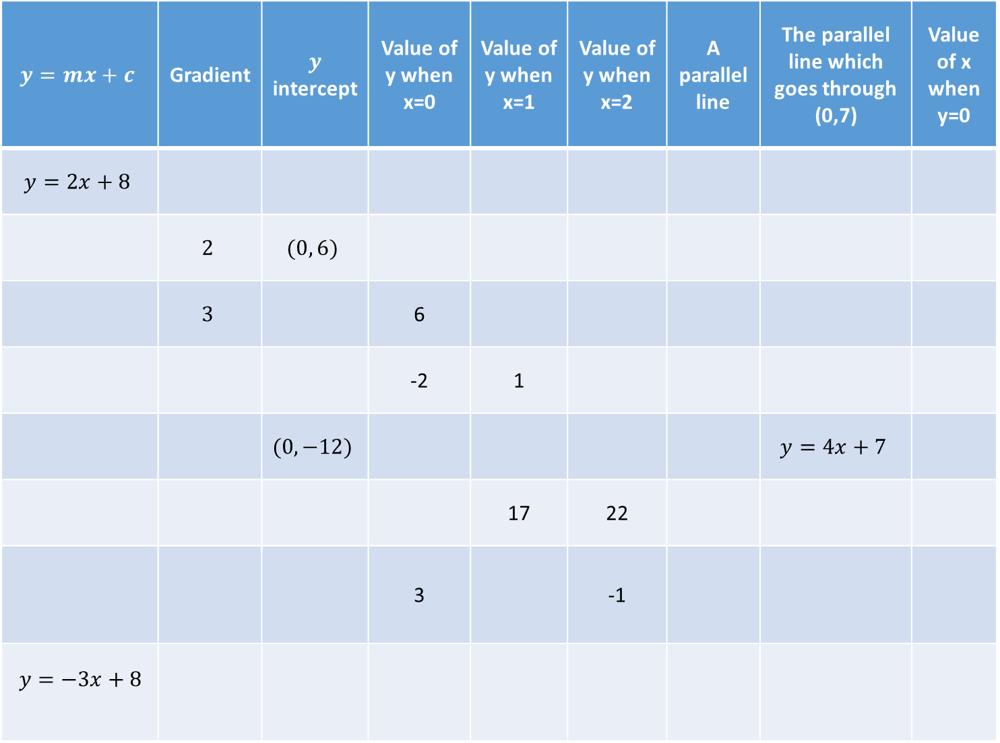 y = mx + c
Gradient
y
intercept
Value of
y when
x=0
Value of
y when
x=1
Value of
y when
x=2
A
parallel
line
The parallel
line which
goes through
(0,7)
Value
of x
when
y=0
y = 2x + 8
2
(0, 6)
3
6
-2
1
(0, −12)
y = 4x + 7
17
22
3
-1
y = −3x + 8